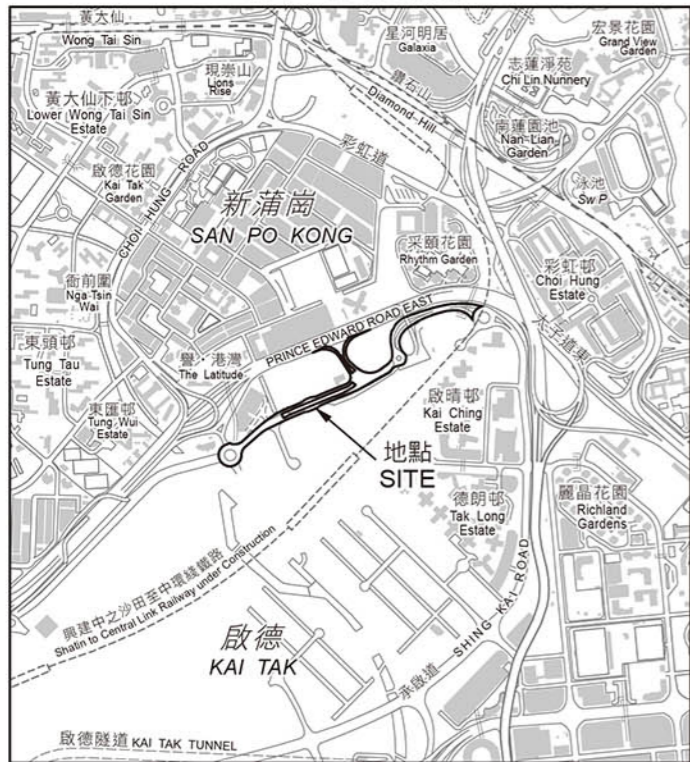 黃大仙
Wong Tai Sin
星河明居
Galaxia
宏景花園
Grand View
Garden
現崇山
Lions
Rise
鑽石山
Diamond Hill
志蓮淨苑
Chi Lin Nunnery
黃大仙下邨
Lower Wong Tai Sin
Estate
南蓮園池
Nan Lian
Garden
彩虹道
CHOI HUNG ROAD
啟德花園
Kai Tak
Garden
泳池
Sw P
新蒲崗
SAN PO KONG
采頤花園
Rhythm Garden
彩虹邨
Choi Hung
Estate
衙前圍
Nga Tsin
Wai
PRINCE EDWARD ROAD EAST
太子道東
東頭邨
Tung Tau
Estate
譽‧港灣
The Latitude
啟晴邨
Kai Ching
Estate
東匯邨
Tung Wui
Estate
地點
SITE
麗晶花園
Richland
Gardens
德朗邨
Tak Long
Estate
興建中之沙田至中環綫鐵路
Shatin to Central Link Railway under Construction
啟德
KAI TAK
承啟道 SHING KAI ROAD
啟德隧道 KAI TAK TUNNEL